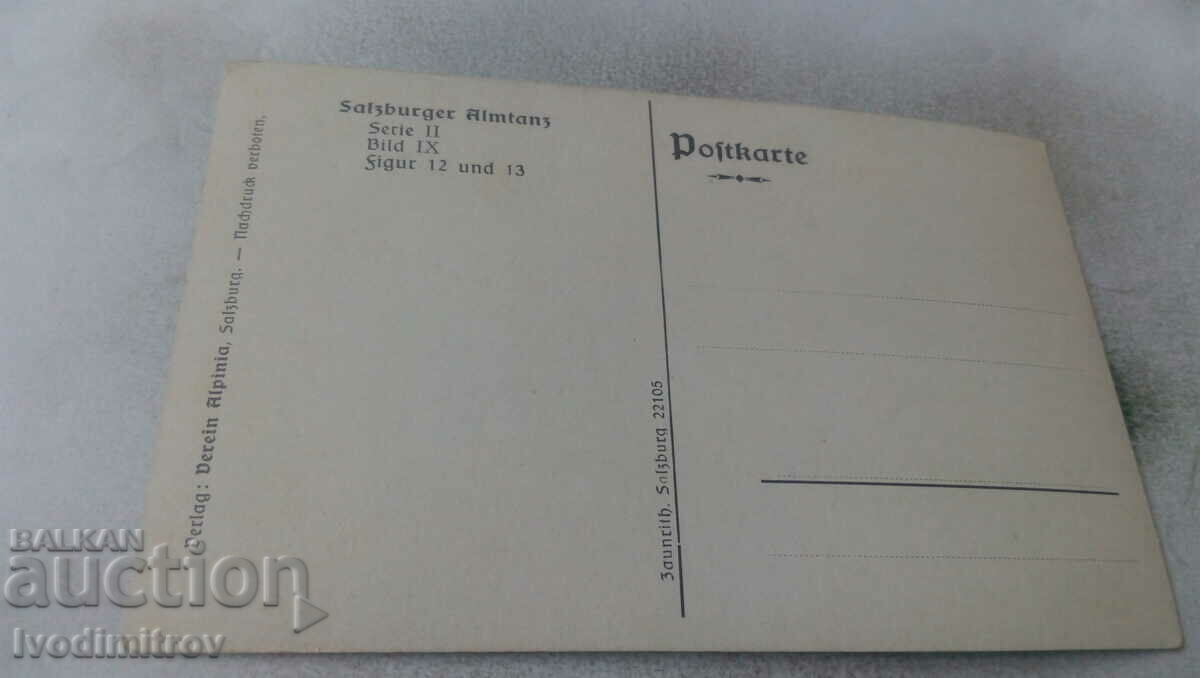 Salzburger Almtanz
Serie II
Bild IX
Figur 12 und 13
Poſtkarte
Verlag: Verein Alpinia, Salzburg. — Nachdruck verboten.
Zaunrith, Salzburg 22105
BALKAN
auction
Ivodimitrov